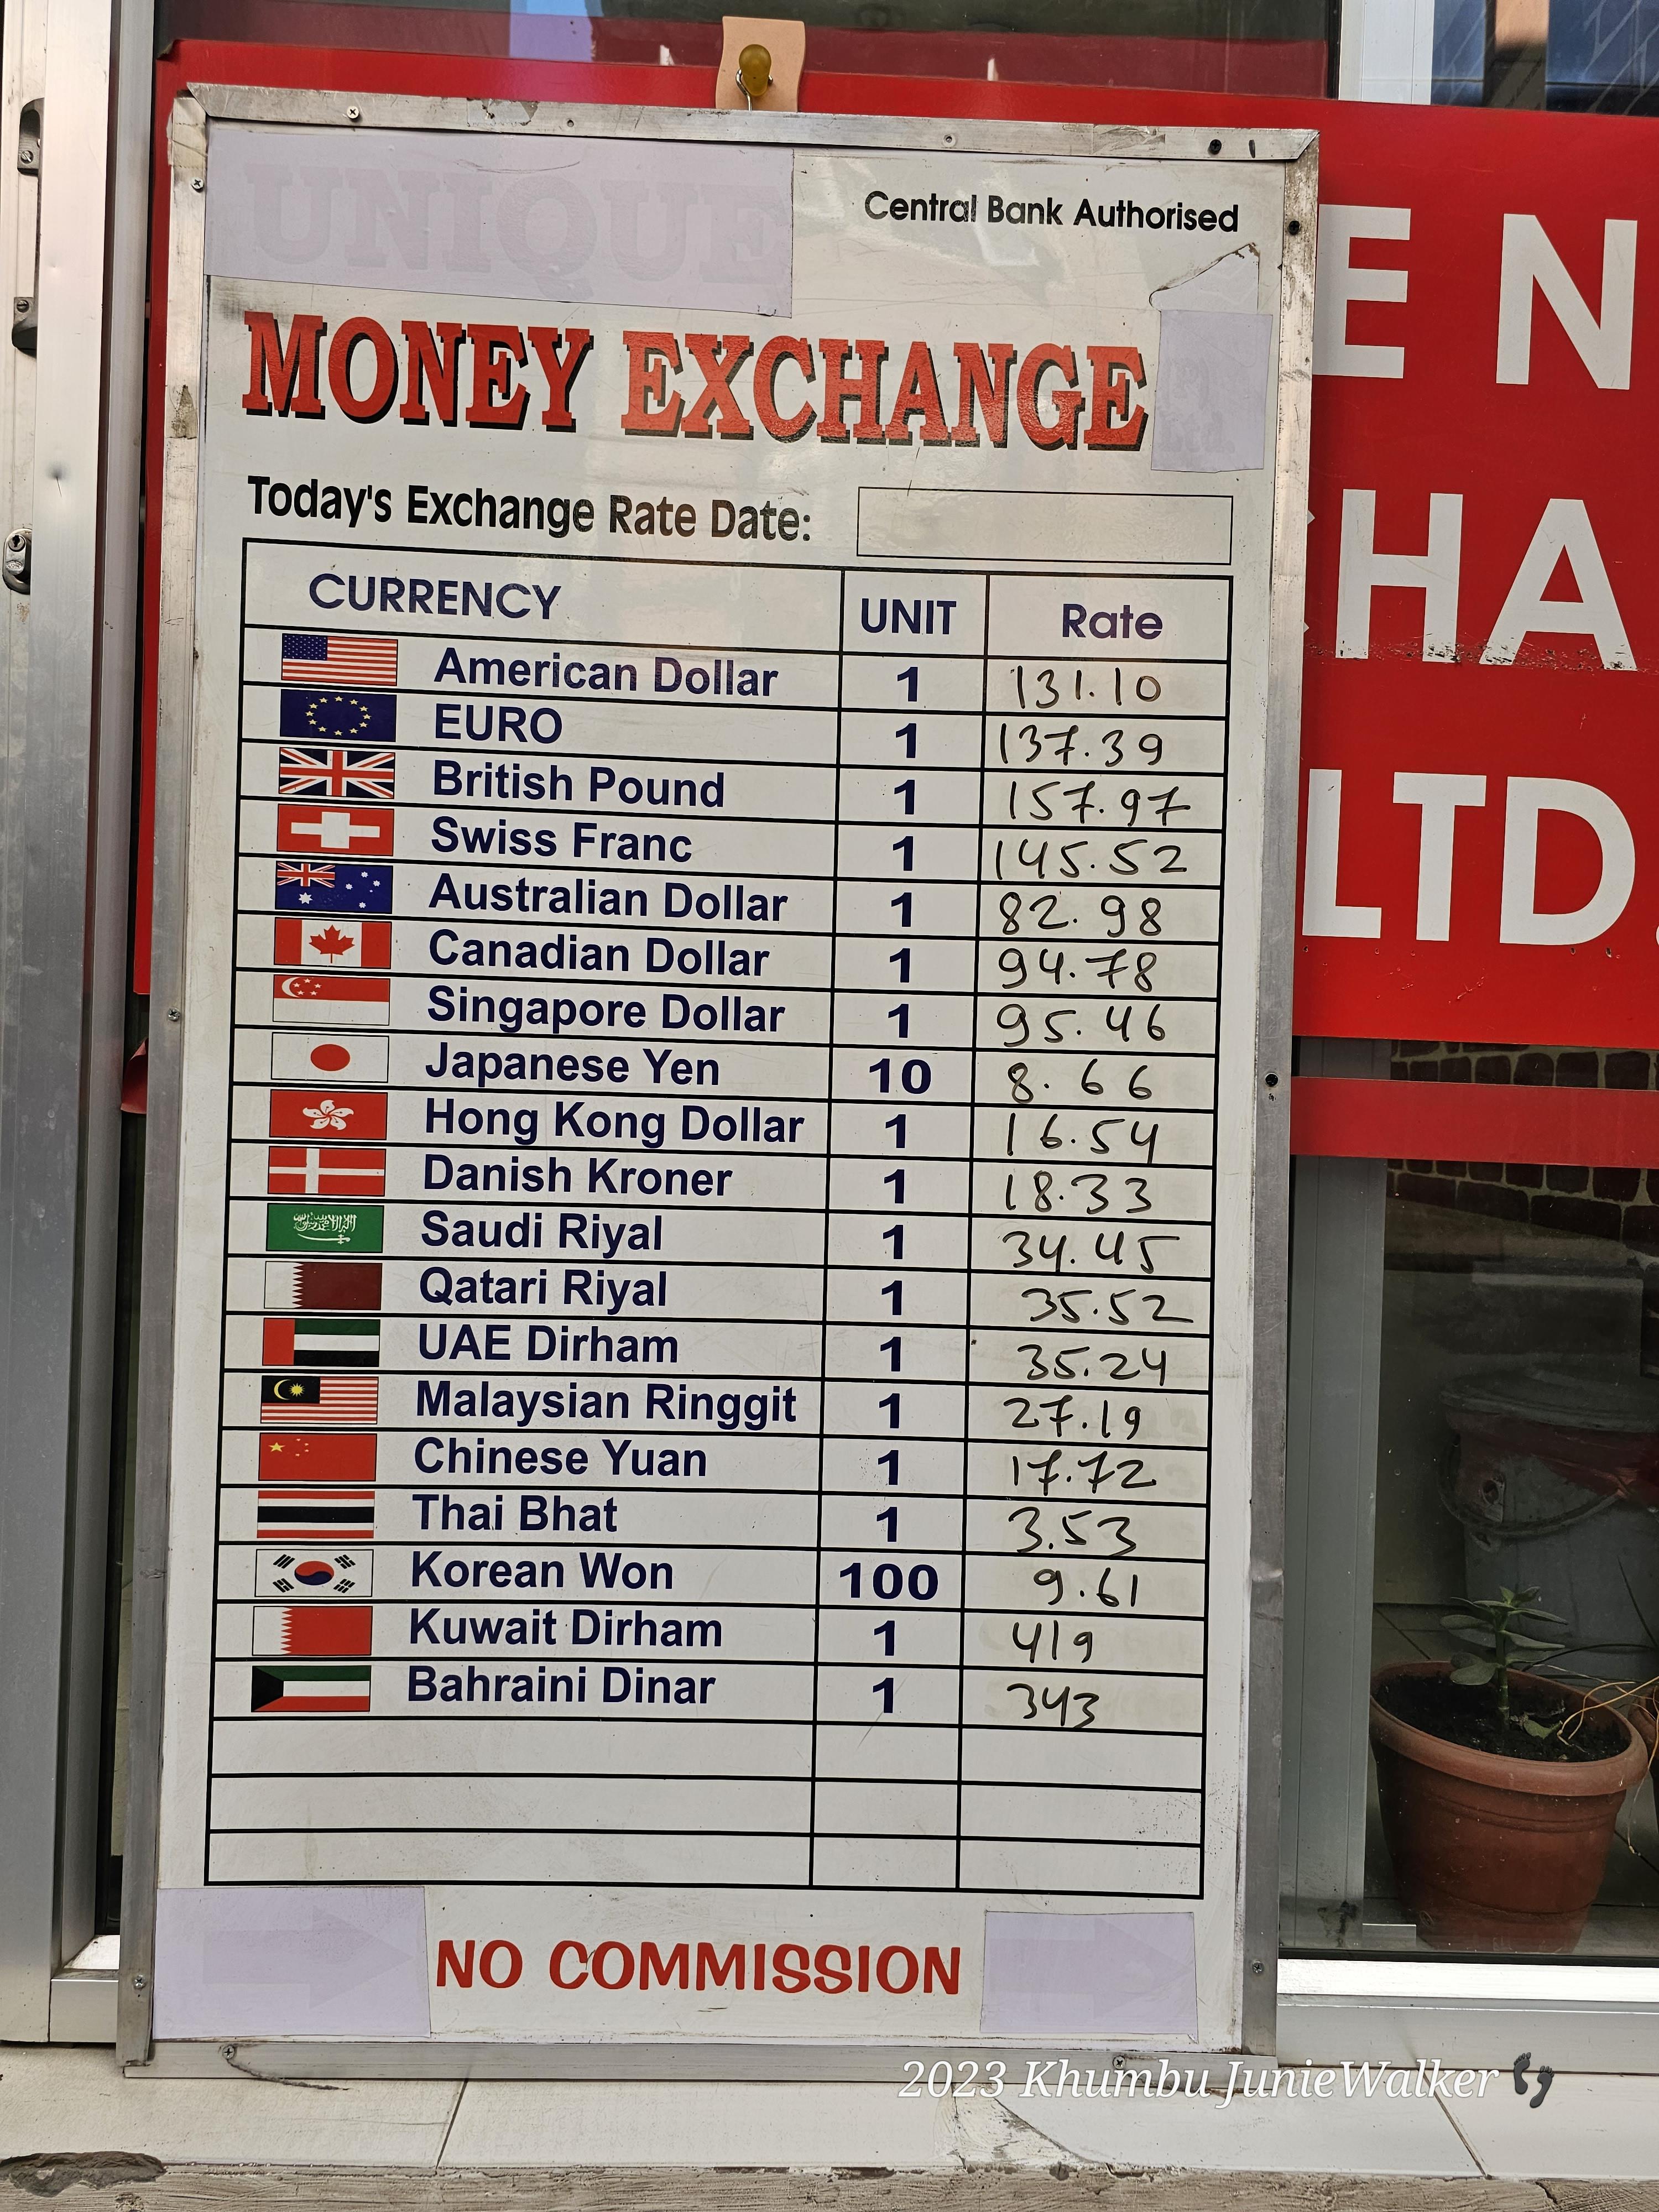 UNIQUE
Central Bank Authorised
MONEY EXCHANGE
Today's Exchange Rate Date:
CURRENCY UNIT Rate
American Dollar 1 131.10
EURO 1 137.39
British Pound 1 157.97
Swiss Franc 1 145.52
Australian Dollar 1 82.98
Canadian Dollar 1 94.78
Singapore Dollar 1 95.46
Japanese Yen 10 8.66
Hong Kong Dollar 1 16.54
Danish Kroner 1 18.33
Saudi Riyal 1 34.45
Qatari Riyal 1 35.52
UAE Dirham 1 35.24
Malaysian Ringgit 1 27.19
Chinese Yuan 1 17.72
Thai Bhat 1 3.53
Korean Won 100 9.61
Kuwait Dirham 1 419
Bahraini Dinar 1 343
NO COMMISSION
E N
HA
LTD.
2023 Khumbu JunieWalker